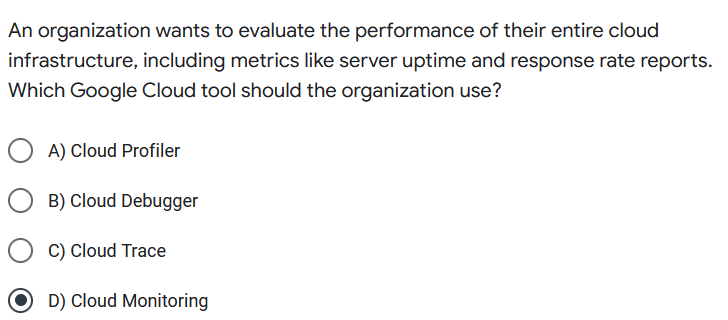 An organization wants to evaluate the performance of their entire cloud
infrastructure, including metrics like server uptime and response rate reports.
Which Google Cloud tool should the organization use?
A) Cloud Profiler
B) Cloud Debugger
C) Cloud Trace
D) Cloud Monitoring